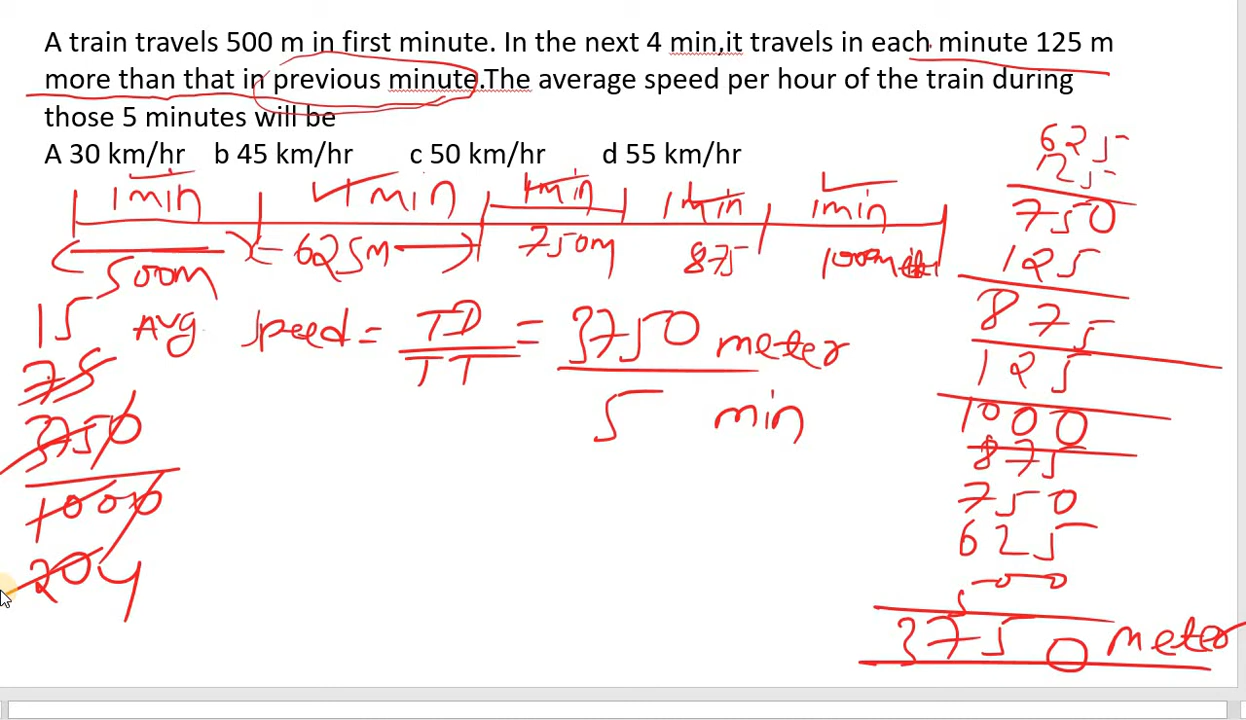 A train travels 500 m in first minute. In the next 4 min,it travels in each minute 125 m
more than that in previous minute.The average speed per hour of the train during
those 5 minutes will be
A 30 km/hr b 45 km/hr c 50 km/hr d 55 km/hr
1min min 1min 1min 1min
500m 625m 750m 875 1000
Avg speed = TD = 3750 meter
TT 5 min
15
75
3750
1000
20 4
625
125
750
125
875
125
1000
875
750
625
500
3750 meter